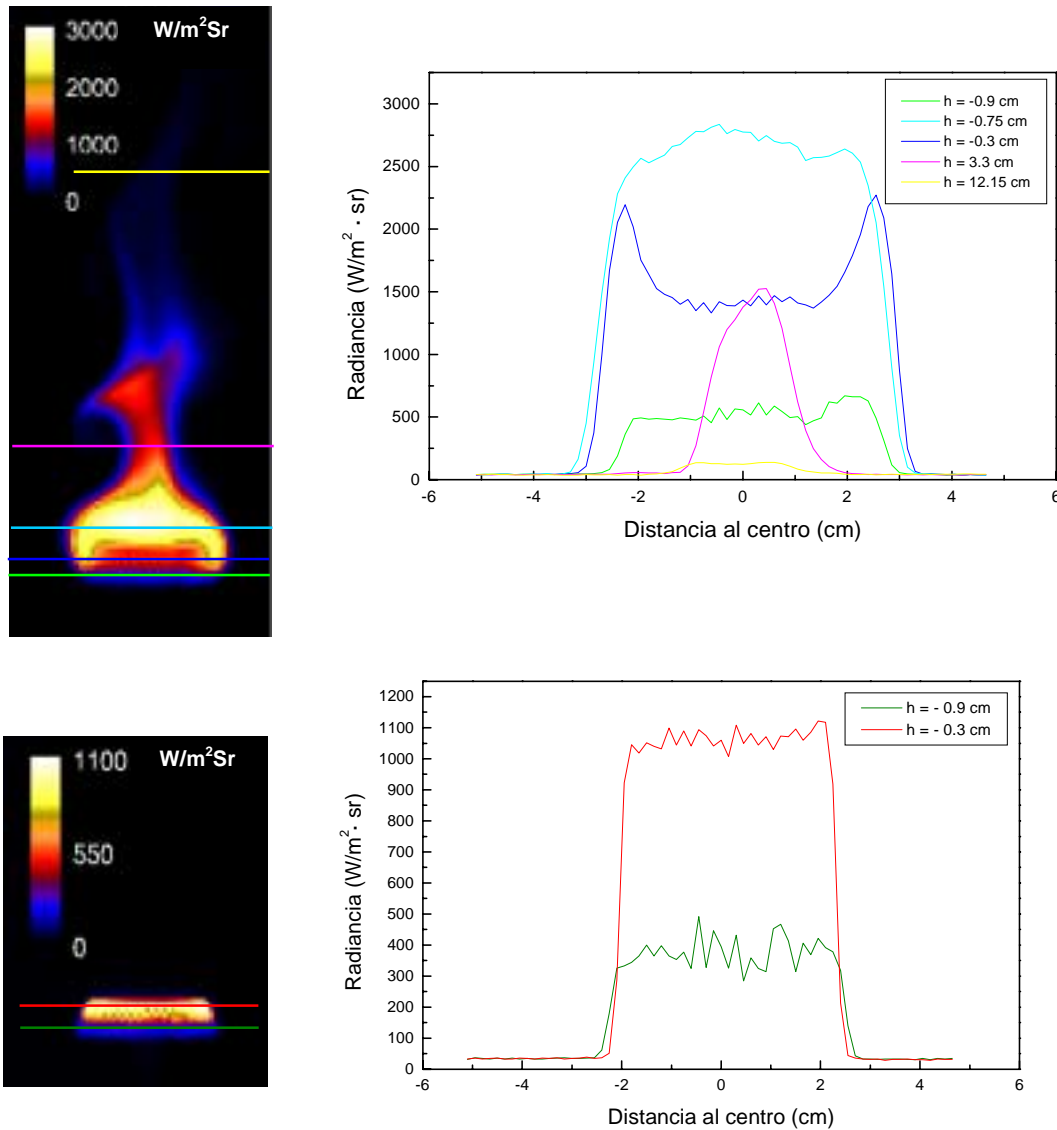 W/m²Sr
3000
2000
1000
0
3000
2500
2000
1500
1000
500
0
Radiancia (W/m² · sr)
h = -0.9 cm
h = -0.75 cm
h = -0.3 cm
h = 3.3 cm
h = 12.15 cm
-6 -4 -2 0 2 4 6
Distancia al centro (cm)
W/m²Sr
1100
550
0
1200
1100
1000
900
800
700
600
500
400
300
200
100
0
Radiancia (W/m²· sr)
h = - 0.9 cm
h = - 0.3 cm
-6 -4 -2 0 2 4 6
Distancia al centro (cm)